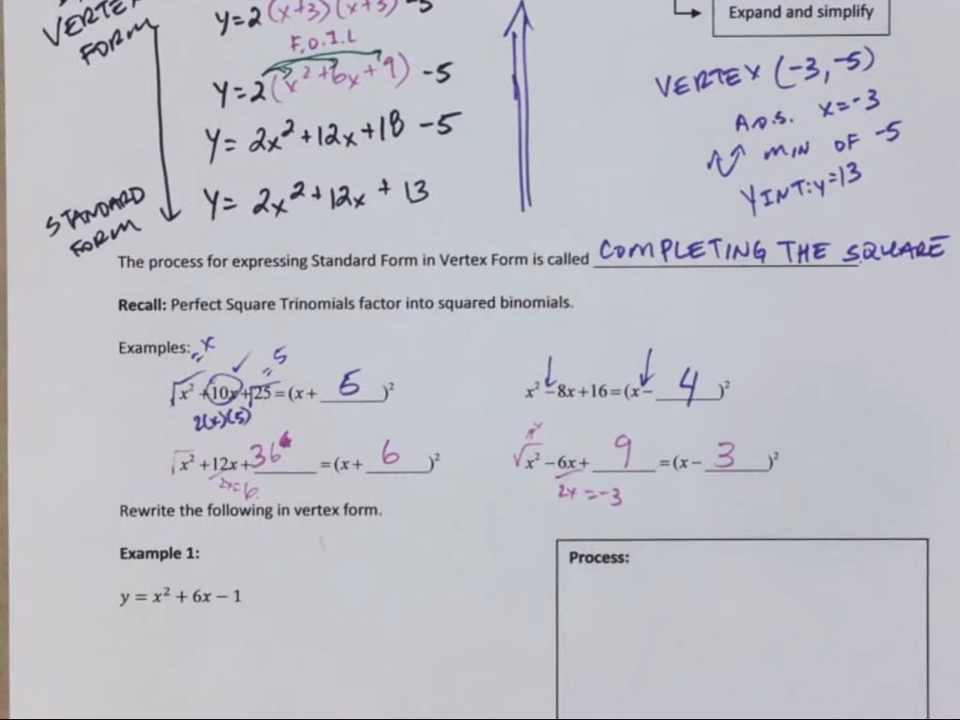 VERTEX FORM
y=2(x+3)(x+3)-5
Expand and simplify
F.O.I.L
y=2(x²+6x+9) -5
VERTEX (-3,-5)
y= 2x²+12x+18 -5
A.O.S. x=-3
MIN OF -5
y INT: y=13
STANDARD FORM
y= 2x²+12x+13
The process for expressing Standard Form in Vertex Form is called COMPLETING THE SQUARE
Recall: Perfect Square Trinomials factor into squared binomials.
Examples: = x = 5
√x² + 10x + √25 = (x + 5)²
2(x)(5)
x² – 8x + 16 = (x – 4)²
√x² + 12x + 36 = (x + 6)²
2x = 6
√x² – 6x + 9 = (x – 3)²
2x = -3
Rewrite the following in vertex form.
Example 1:
Process:
y = x² + 6x – 1